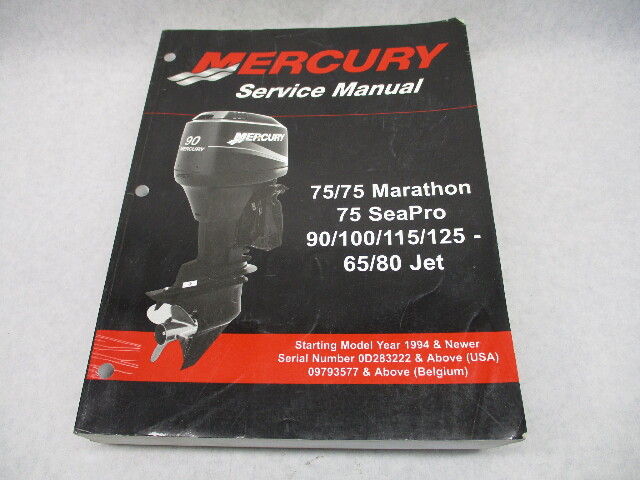 MERCURY
Service Manual
90
MERCURY
MERCURY
75/75 Marathon
75 SeaPro
90/100/115/125 -
65/80 Jet
Starting Model Year 1994 & Newer
Serial Number 0D283222 & Above (USA)
09793577 & Above (Belgium)